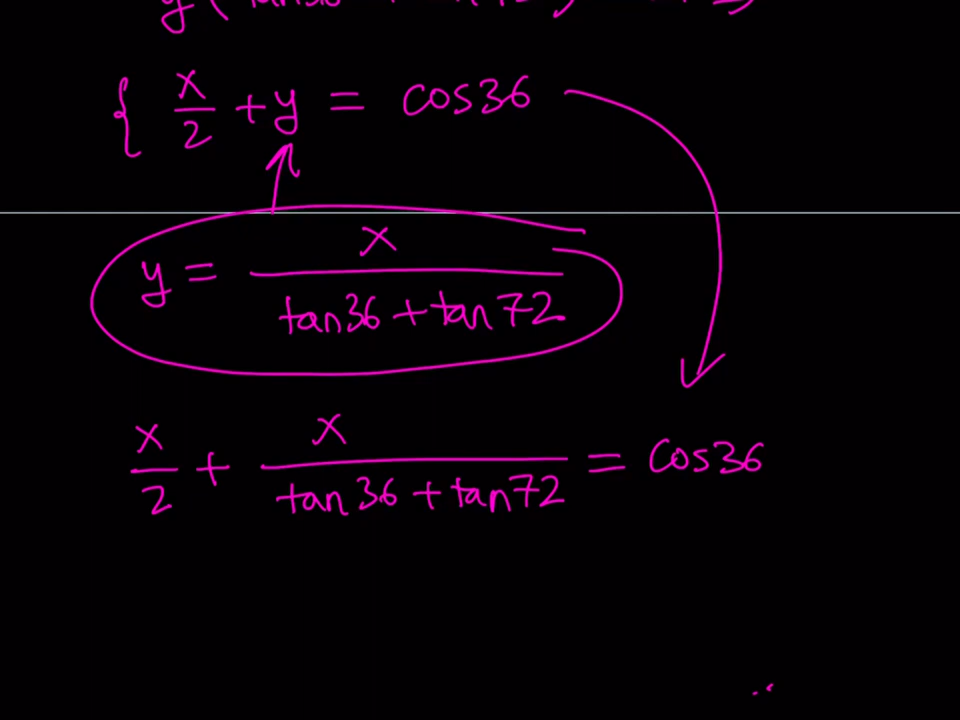 { x/2 + y = cos36
y = x/(tan36 + tan72)
x/2 + x/(tan36 + tan72) = cos36